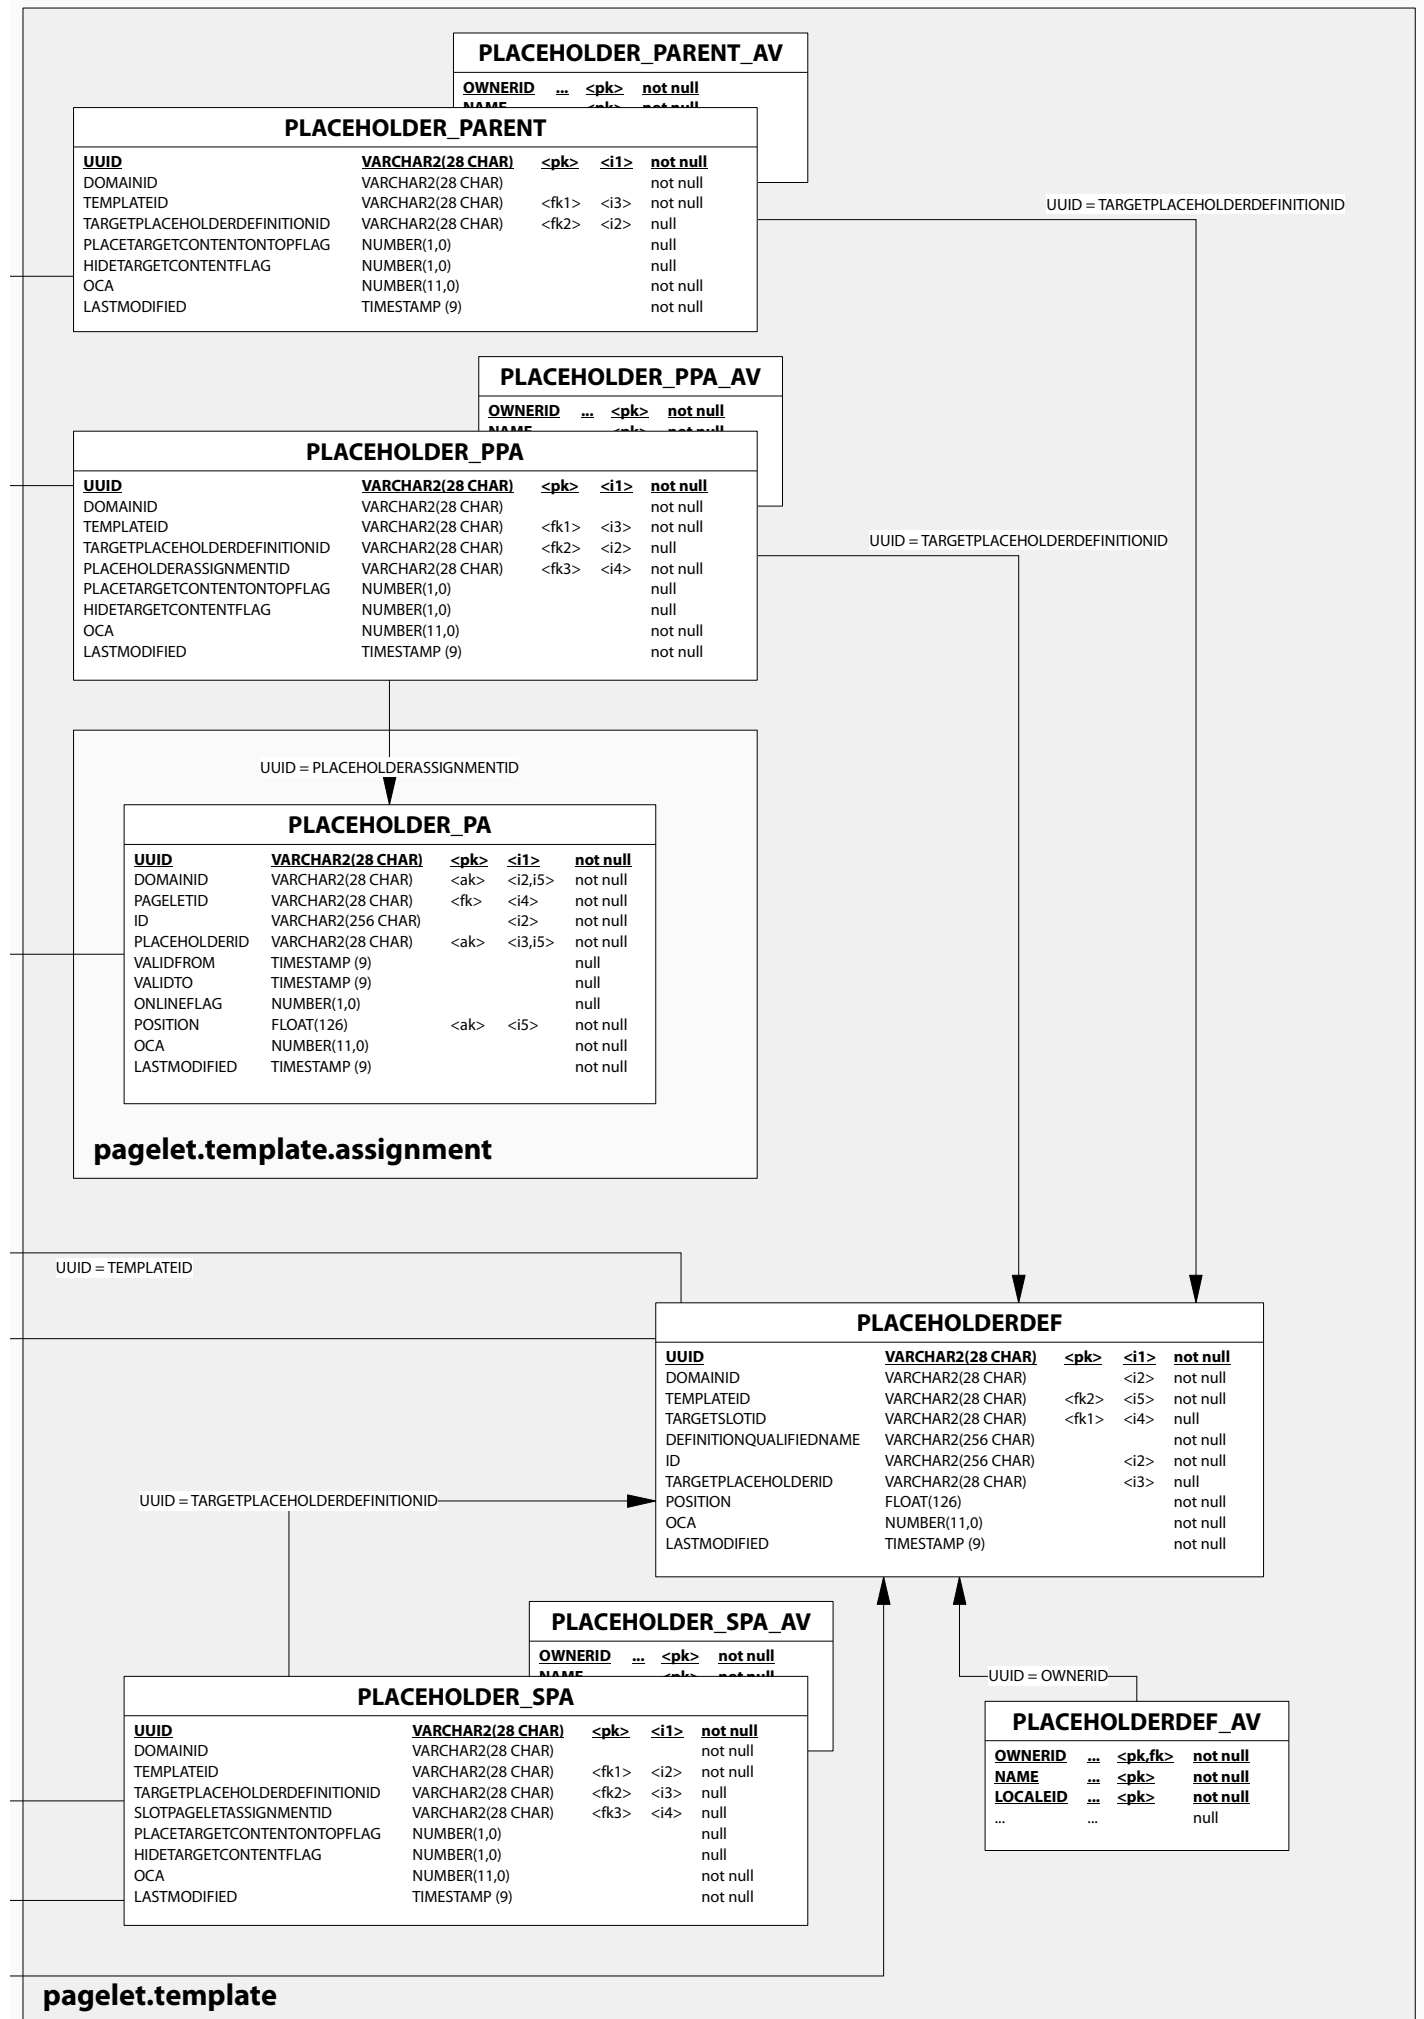 PLACEHOLDER_PARENT_AV
OWNERID ... <pk> not null
NAME <pk> not null
PLACEHOLDER_PARENT
UUID VARCHAR2(28 CHAR) <pk> <i1> not null
DOMAINID VARCHAR2(28 CHAR) not null
TEMPLATEID VARCHAR2(28 CHAR) <fk1> <i3> not null
TARGETPLACEHOLDERDEFINITIONID VARCHAR2(28 CHAR) <fk2> <i2> null
PLACETARGETCONTENTONTOPFLAG NUMBER(1,0) null
HIDETARGETCONTENTFLAG NUMBER(1,0) null
OCA NUMBER(11,0) not null
LASTMODIFIED TIMESTAMP (9) not null
UUID = TARGETPLACEHOLDERDEFINITIONID
PLACEHOLDER_PPA_AV
OWNERID ... <pk> not null
NAME <pk> not null
PLACEHOLDER_PPA
UUID VARCHAR2(28 CHAR) <pk> <i1> not null
DOMAINID VARCHAR2(28 CHAR) not null
TEMPLATEID VARCHAR2(28 CHAR) <fk1> <i3> not null
TARGETPLACEHOLDERDEFINITIONID VARCHAR2(28 CHAR) <fk2> <i2> null
PLACEHOLDERASSIGNMENTID VARCHAR2(28 CHAR) <fk3> <i4> not null
PLACETARGETCONTENTONTOPFLAG NUMBER(1,0) null
HIDETARGETCONTENTFLAG NUMBER(1,0) null
OCA NUMBER(11,0) not null
LASTMODIFIED TIMESTAMP (9) not null
UUID = TARGETPLACEHOLDERDEFINITIONID
UUID = PLACEHOLDERASSIGNMENTID
PLACEHOLDER_PA
UUID VARCHAR2(28 CHAR) <pk> <i1> not null
DOMAINID VARCHAR2(28 CHAR) <ak> <i2,i5> not null
PAGELETID VARCHAR2(28 CHAR) <fk> <i4> not null
ID VARCHAR2(256 CHAR) <i2> not null
PLACEHOLDERID VARCHAR2(28 CHAR) <ak> <i3,i5> not null
VALIDFROM TIMESTAMP (9) null
VALIDTO TIMESTAMP (9) null
ONLINEFLAG NUMBER(1,0) null
POSITION FLOAT(126) <ak> <i5> not null
OCA NUMBER(11,0) not null
LASTMODIFIED TIMESTAMP (9) not null
pagelet.template.assignment
UUID = TEMPLATEID
PLACEHOLDERDEF
UUID VARCHAR2(28 CHAR) <pk> <i1> not null
DOMAINID VARCHAR2(28 CHAR) <i2> not null
TEMPLATEID VARCHAR2(28 CHAR) <fk2> <i5> not null
TARGETSLOTID VARCHAR2(28 CHAR) <fk1> <i4> null
DEFINITIONQUALIFIEDNAME VARCHAR2(256 CHAR) not null
ID VARCHAR2(256 CHAR) <i2> not null
TARGETPLACEHOLDERID VARCHAR2(28 CHAR) <i3> null
POSITION FLOAT(126) not null
OCA NUMBER(11,0) not null
LASTMODIFIED TIMESTAMP (9) not null
UUID = TARGETPLACEHOLDERDEFINITIONID
PLACEHOLDER_SPA_AV
OWNERID ... <pk> not null
NAME <pk> not null
PLACEHOLDER_SPA
UUID VARCHAR2(28 CHAR) <pk> <i1> not null
DOMAINID VARCHAR2(28 CHAR) not null
TEMPLATEID VARCHAR2(28 CHAR) <fk1> <i2> not null
TARGETPLACEHOLDERDEFINITIONID VARCHAR2(28 CHAR) <fk2> <i3> null
SLOTPAGELETASSIGNMENTID VARCHAR2(28 CHAR) <fk3> <i4> null
PLACETARGETCONTENTONTOPFLAG NUMBER(1,0) null
HIDETARGETCONTENTFLAG NUMBER(1,0) null
OCA NUMBER(11,0) not null
LASTMODIFIED TIMESTAMP (9) not null
UUID = OWNERID
PLACEHOLDERDEF_AV
OWNERID ... <pk,fk> not null
NAME ... <pk> not null
LOCALEID ... <pk> not null
... ... null
pagelet.template